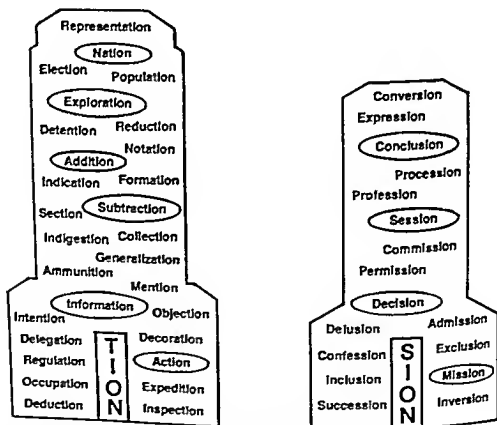 Representation
Nation
Election
Population
Exploration
Detention
Reduction
Notation
Addition
Indication
Formation
Section
Subtraction
Indigestion
Collection
Generalization
Ammunition
Mention
Information
Objection
Intention
Delegation
Decoration
Regulation
Action
Occupation
Expedition
Deduction
Inspection
TION
Conversion
Expression
Conclusion
Procession
Profession
Session
Commission
Permission
Decision
Delusion
Admission
Confession
Exclusion
Inclusion
Mission
Succession
Inversion
SION